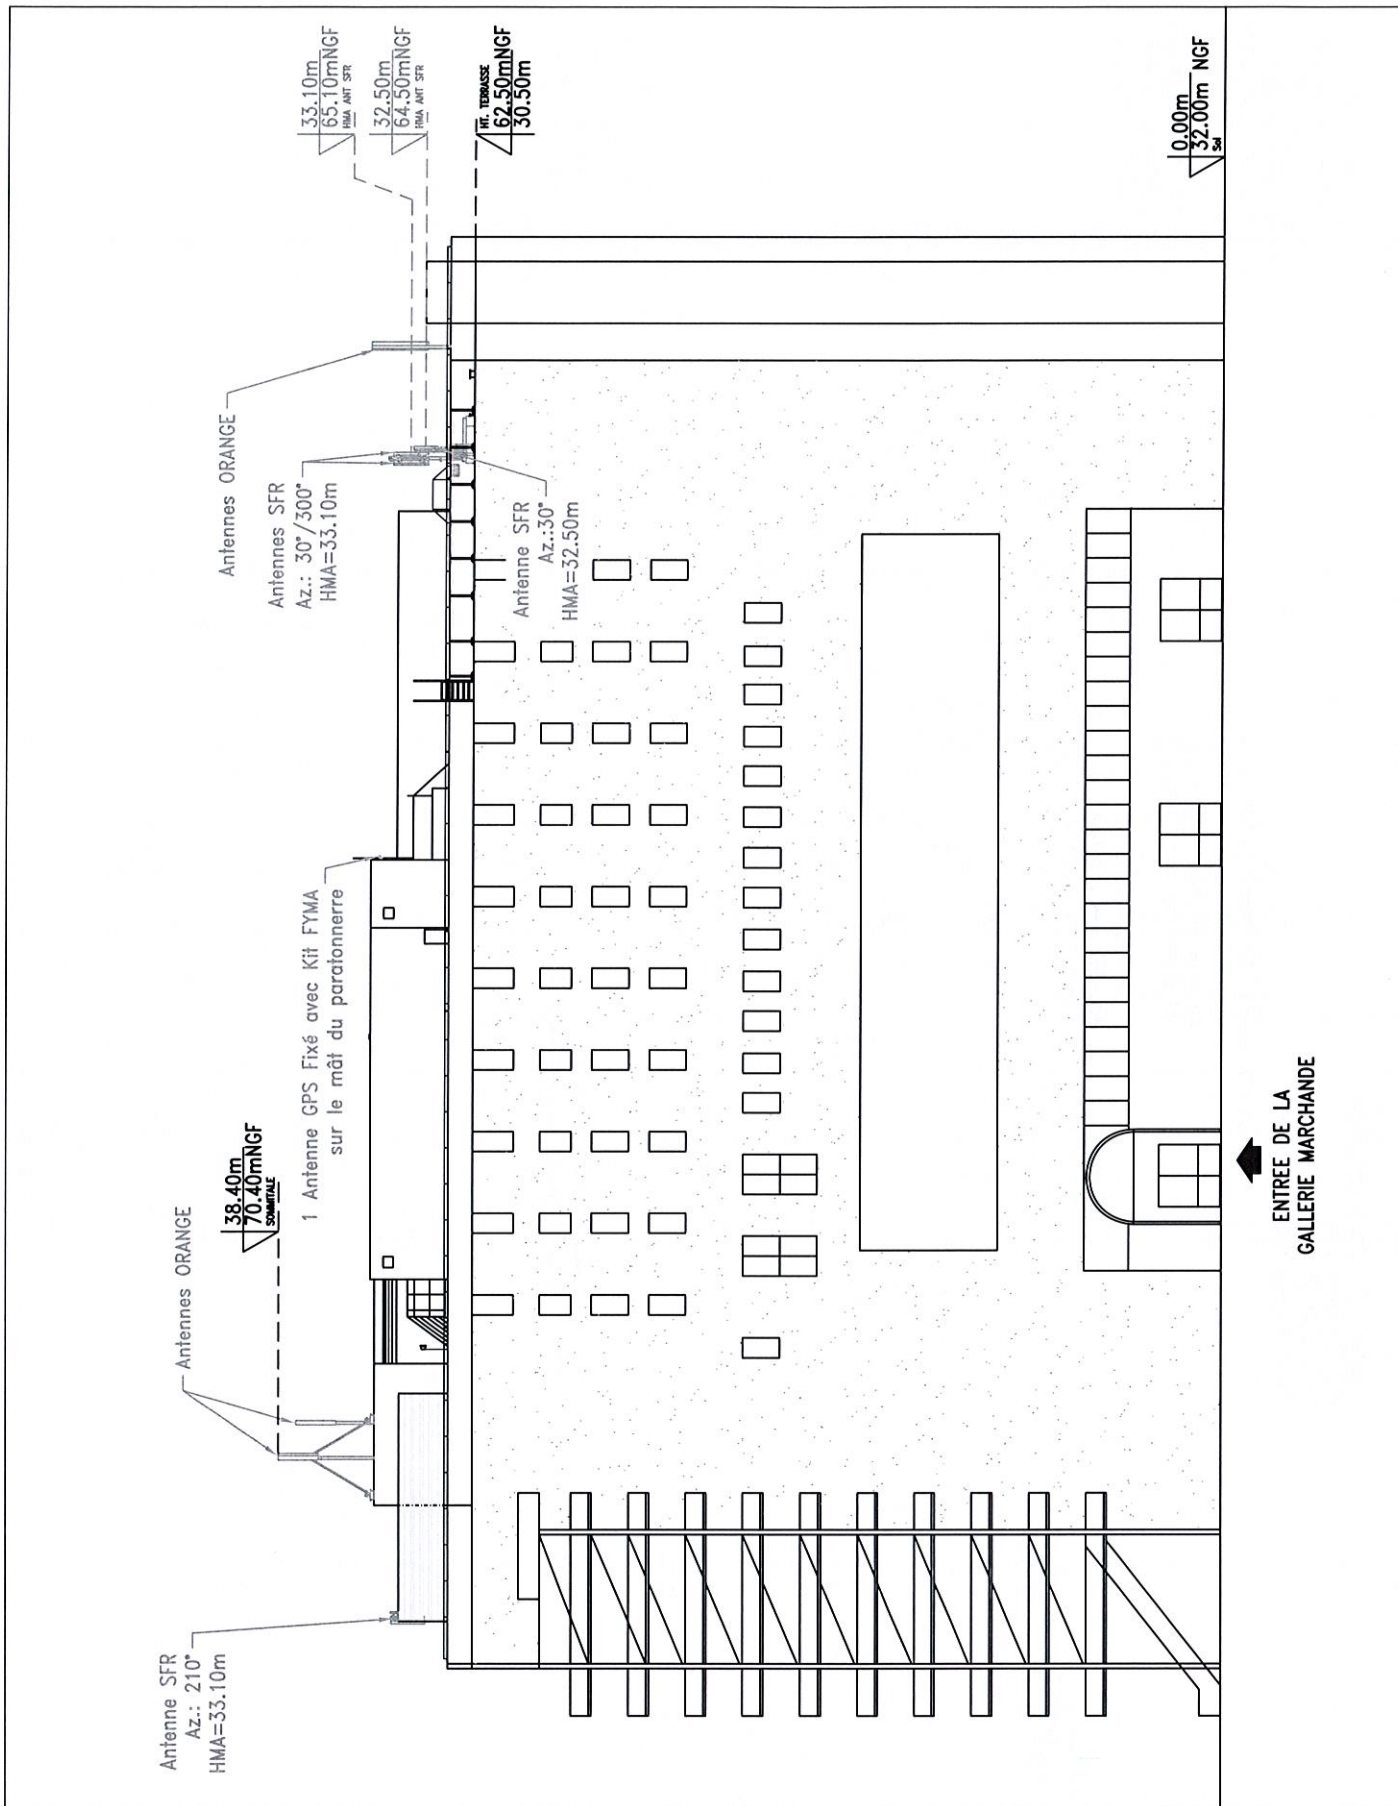 Antenne SFR
Az.: 210°
HMA=33.10m
Antennes ORANGE
38.40m
70.40mNGF
SOMMITALE
1 Antenne GPS Fixé avec Kit FYMA
sur le mât du paratonnerre
Antennes ORANGE
Antennes SFR
Az.: 30°/300°
HMA=33.10m
Antenne SFR
Az.:30°
HMA=32.50m
33.10m
65.10mNGF
HMA ANT SFR
32.50m
64.50mNGF
HMA ANT SFR
HT. TERRASSE
62.50mNGF
30.50m
0.00m
32.00m NGF
Sol
ENTREE DE LA
GALLERIE MARCHANDE